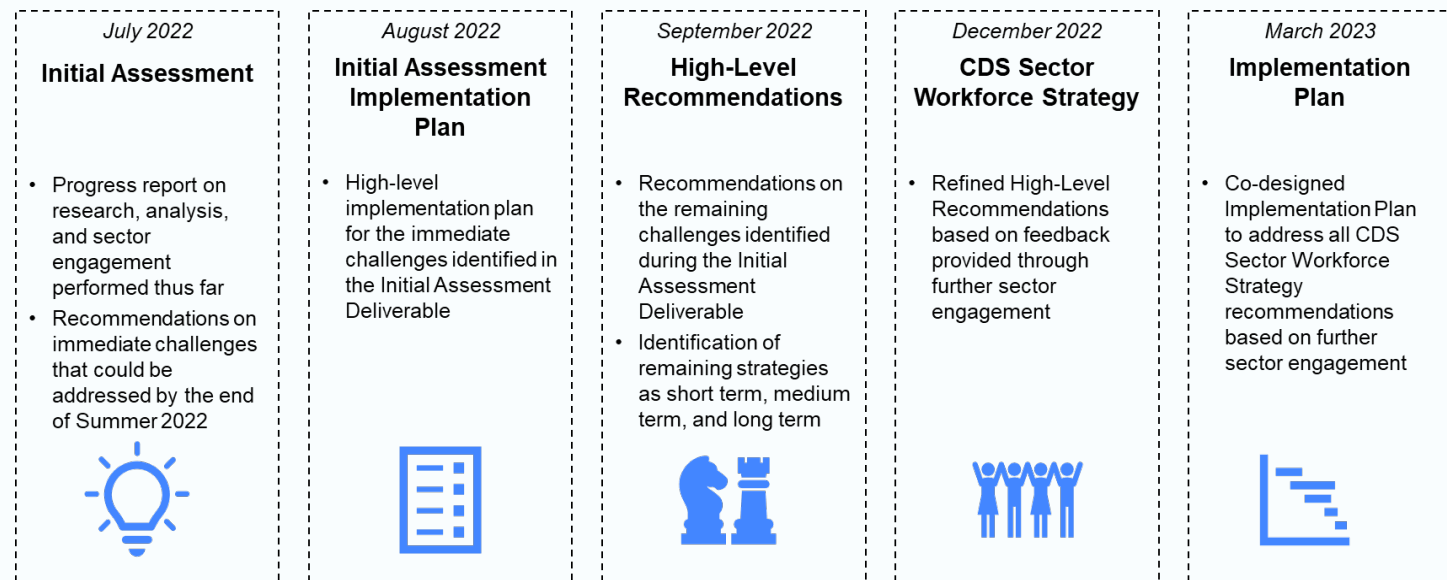 July 2022
Initial Assessment
• Progress report on
research, analysis,
and sector
engagement
performed thus far
• Recommendations on
immediate challenges
that could be
addressed by the end
of Summer 2022
August 2022
Initial Assessment
Implementation
Plan
• High-level
implementation plan
for the immediate
challenges identified in
the Initial Assessment
Deliverable
September 2022
High-Level
Recommendations
• Recommendations on
the remaining
challenges identified
during the Initial
Assessment
Deliverable
• Identification of
remaining strategies
as short term, medium
term, and long term
December 2022
CDS Sector
Workforce Strategy
• Refined High-Level
Recommendations
based on feedback
provided through
further sector
engagement
March 2023
Implementation
Plan
• Co-designed
Implementation Plan
to address all CDS
Sector Workforce
Strategy
recommendations
based on further
sector engagement